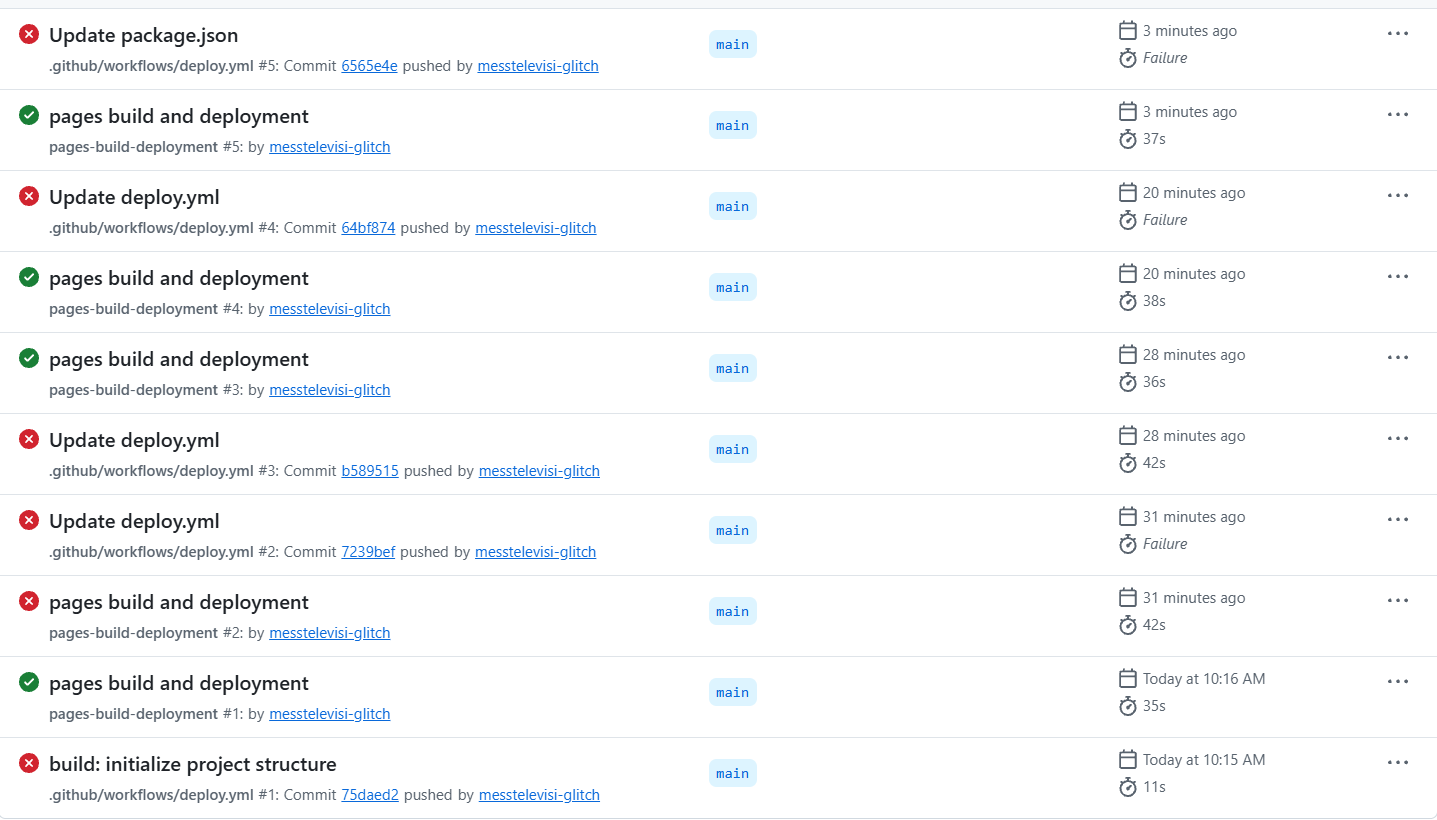 Update package.json
main
3 minutes ago
.github/workflows/deploy.yml #5: Commit 6565e4e pushed by messtelevisi-glitch
Failure
pages build and deployment
main
3 minutes ago
pages-build-deployment #5: by messtelevisi-glitch
37s
Update deploy.yml
main
20 minutes ago
.github/workflows/deploy.yml #4: Commit 64bf874 pushed by messtelevisi-glitch
Failure
pages build and deployment
main
20 minutes ago
pages-build-deployment #4: by messtelevisi-glitch
38s
pages build and deployment
main
28 minutes ago
pages-build-deployment #3: by messtelevisi-glitch
36s
Update deploy.yml
main
28 minutes ago
.github/workflows/deploy.yml #3: Commit b589515 pushed by messtelevisi-glitch
42s
Update deploy.yml
main
31 minutes ago
.github/workflows/deploy.yml #2: Commit 7239bef pushed by messtelevisi-glitch
Failure
pages build and deployment
main
31 minutes ago
pages-build-deployment #2: by messtelevisi-glitch
42s
pages build and deployment
main
Today at 10:16 AM
pages-build-deployment #1: by messtelevisi-glitch
35s
build: initialize project structure
main
Today at 10:15 AM
.github/workflows/deploy.yml #1: Commit 75daed2 pushed by messtelevisi-glitch
11s